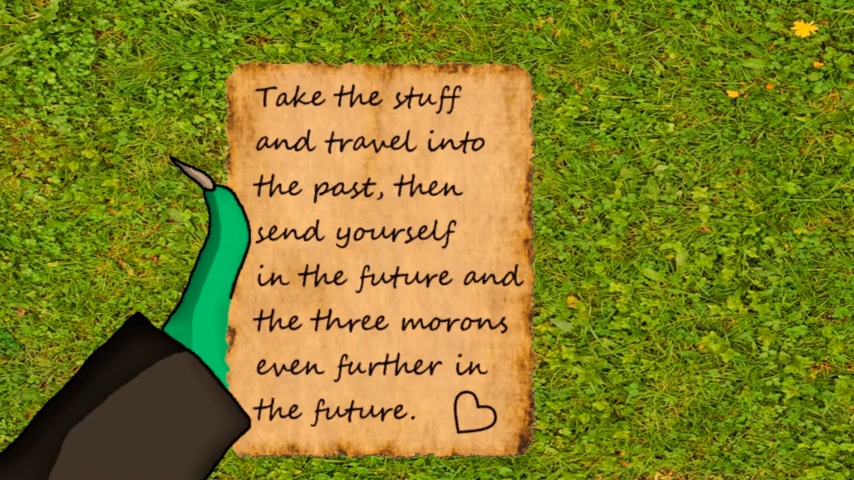 Take the stuff
and travel into
the past, then
send yourself
in the future and
the three morons
even further in
the future.